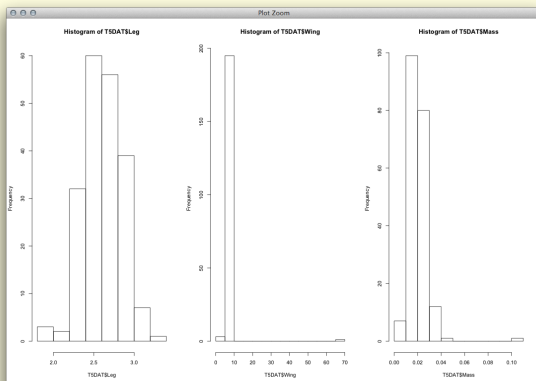 Plot Zoom
Histogram of T5DAT$Leg
Frequency
60
50
40
30
20
10
0
2.0 2.5 3.0
T5DAT$Leg
Histogram of T5DAT$Wing
Frequency
200
150
100
50
0
0 10 20 30 40 50 60 70
T5DAT$Wing
Histogram of T5DAT$Mass
Frequency
100
80
60
40
20
0
0.00 0.02 0.04 0.06 0.08 0.10
T5DAT$Mass